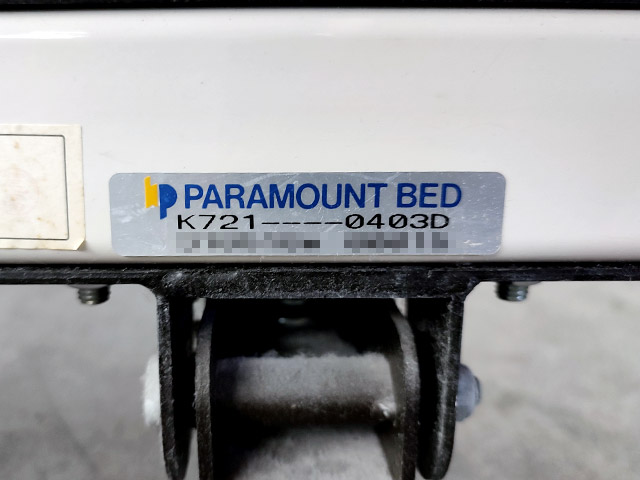 PARAMOUNT BED
K721----0403D